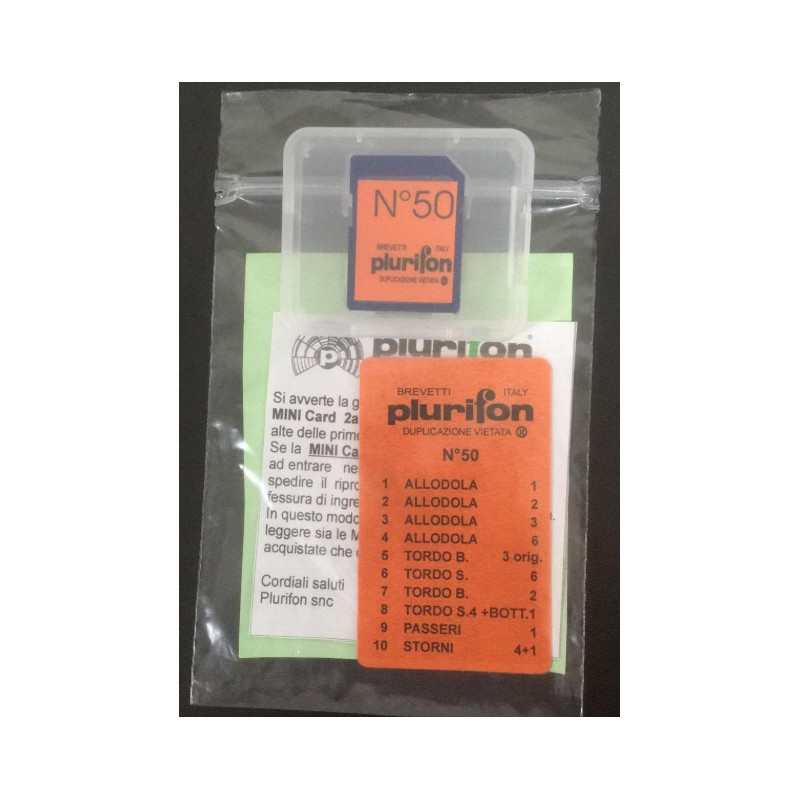 N°50
BREVETTI ITALY
plurifon
DUPLICAZIONE VIETATA ®
P plurifon
Si avverte la
MINI Card 2a
alte delle prime
Se la MINI
ad entrare
spedire il
fessura di
In questo modo
leggere sia le
acquistate che
Cordiali saluti
Plurifon snc
BREVETTI ITALY
plurifon
DUPLICAZIONE VIETATA ®
N°50
1 ALLODOLA 1
2 ALLODOLA 2
3 ALLODOLA 3
4 ALLODOLA 6
5 TORDO B. 3 orig.
6 TORDO S. 6
7 TORDO B. 2
8 TORDO S.4 +BOTT.1
9 PASSERI 1
10 STORNI 4+1